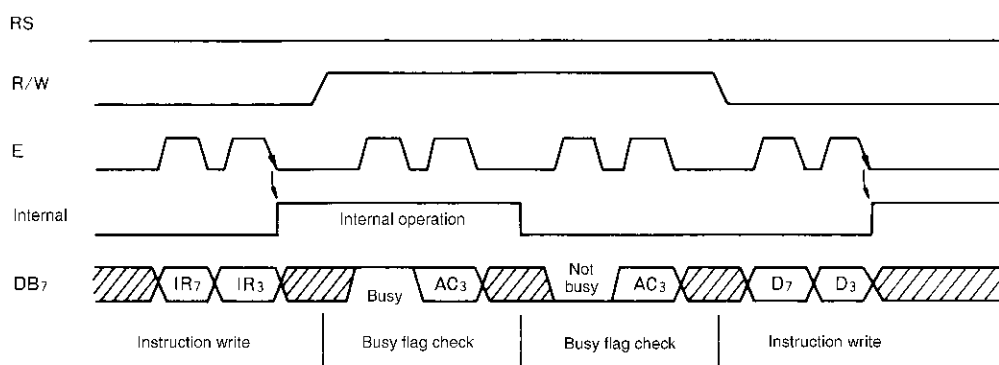 RS
R/W
E
Internal
Internal operation
DB7
IR7
IR3
Busy
AC3
Not
busy
AC3
D7
D3
Instruction write
Busy flag check
Busy flag check
Instruction write